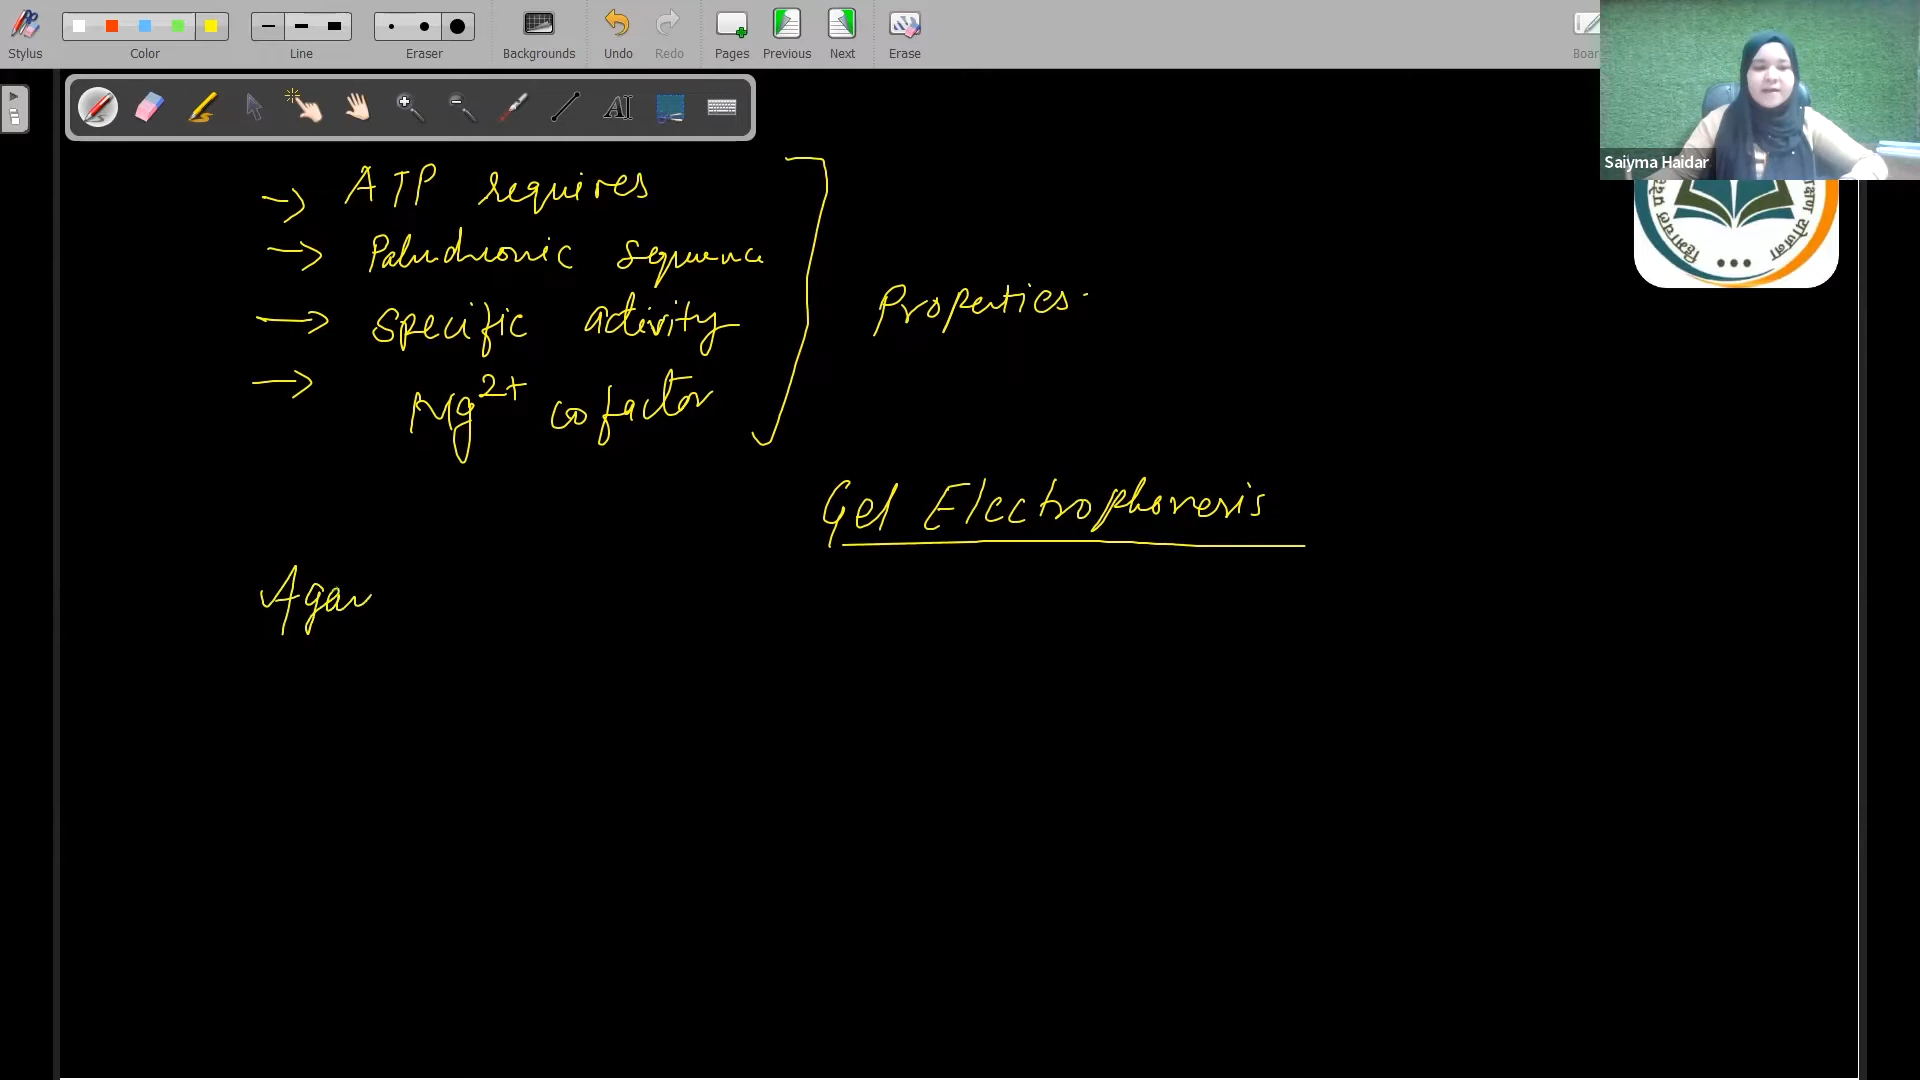 Stylus
Color
Line
Eraser
Backgrounds
Undo
Redo
Pages
Previous
Next
Erase
Boar
Saiyma Haidar
→ ATP requires
→ Palindromic sequence
→ Specific activity
→ Mg2+ cofactor
Properties.
Gel Electrophoresis
Agar